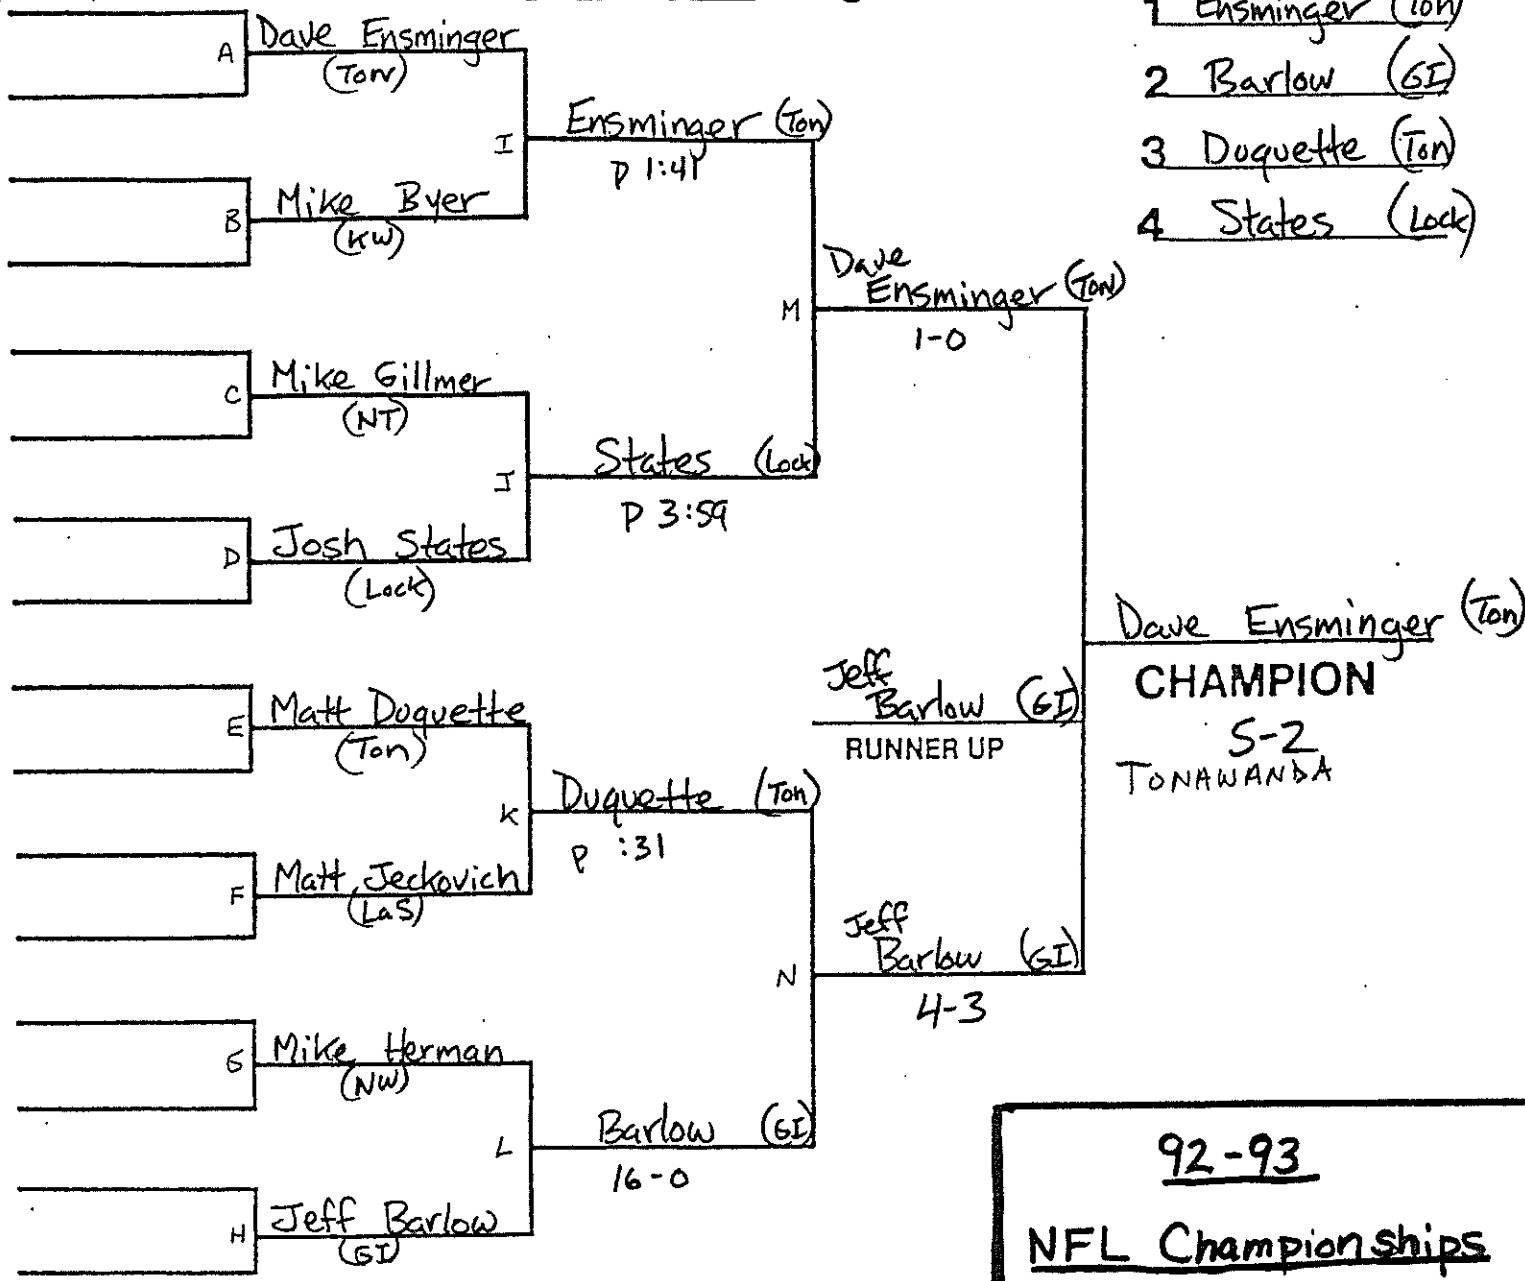 1 Ensminger (Ton)
2 Barlow (GI)
3 Duquette (Ton)
4 States (Lock)
A Dave Ensminger
(Ton)
I Ensminger (Ton)
P 1:41
B Mike Byer
(KW)
M Dave
Ensminger (Ton)
1-0
C Mike Gillmer
(NT)
J States (Lock)
P 3:59
D Josh States
(Lock)
Dave Ensminger (Ton)
CHAMPION
5-2
TONAWANDA
Jeff
Barlow (GI)
RUNNER UP
E Matt Duquette
(Ton)
K Duquette (Ton)
P :31
F Matt Jeckovich
(LaS)
N Jeff
Barlow (GI)
4-3
G Mike Herman
(NW)
L Barlow (GI)
16-0
H Jeff Barlow
(GI)
92-93
NFL Championships